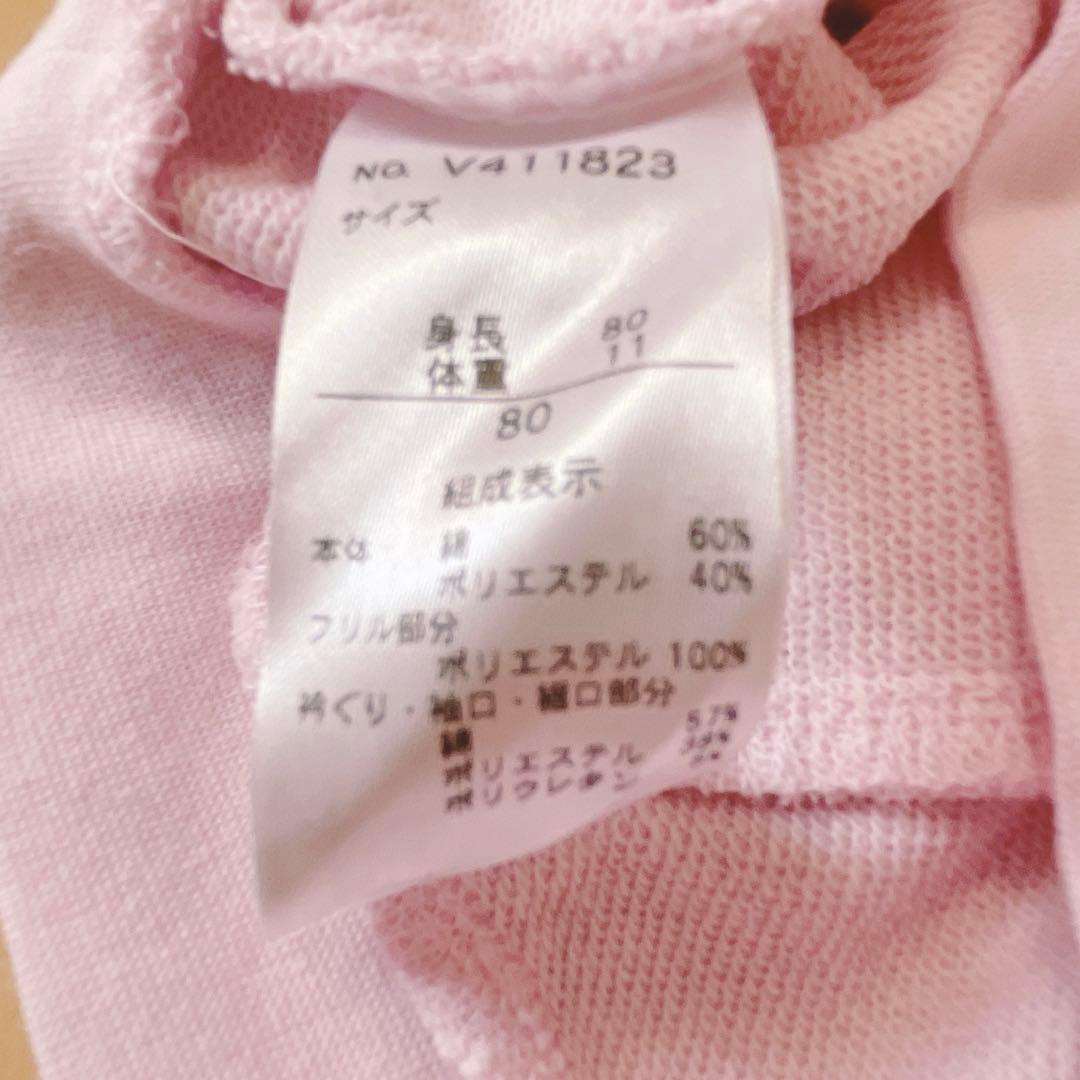 NO. V411823
サイズ
身長 80
体重 11
80
組成表示
本体 綿 60%
ポリエステル 40%
フリル部分
ポリエステル 100%
衿ぐり・袖口・裾口部分
綿 57%
ポリエステル 38%
ポリウレタン